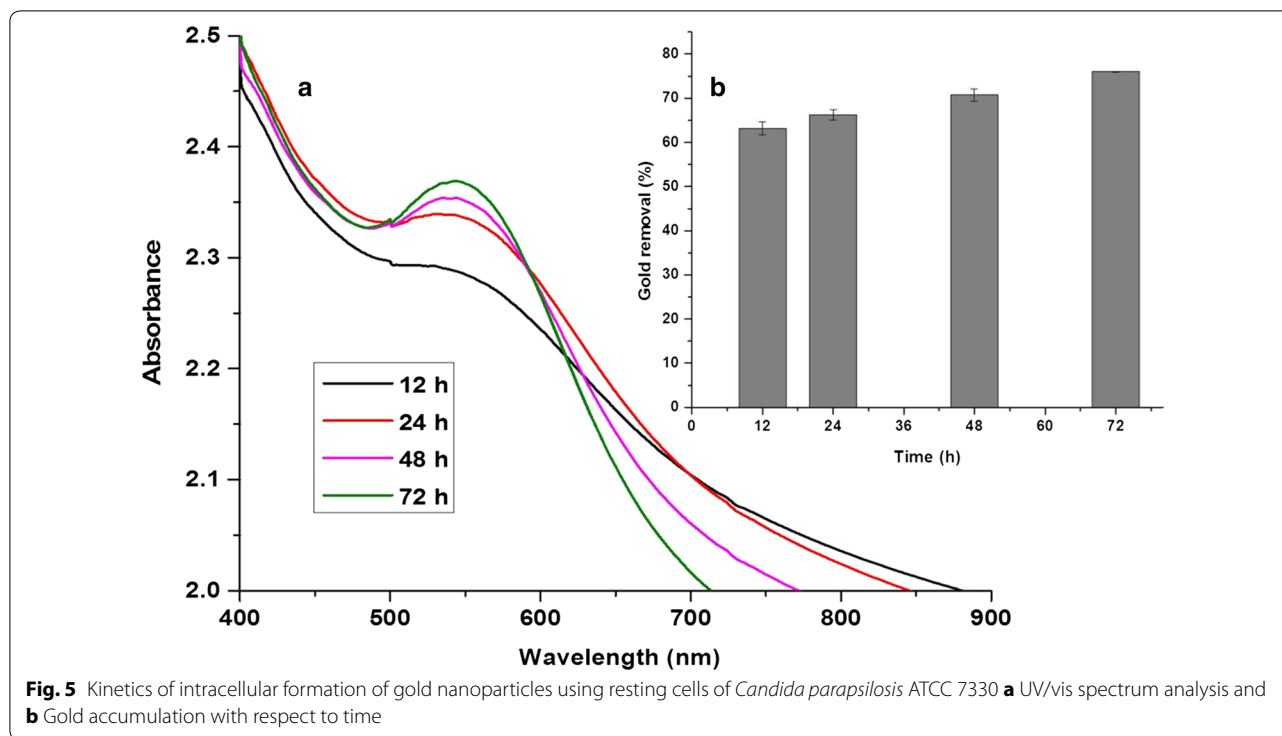 2.5
2.4
2.3
2.2
2.1
2.0
Absorbance
a
12 h
24 h
48 h
72 h
400 500 600 700 800 900
Wavelength (nm)
b
80
70
60
50
40
30
20
10
0
Gold removal (%)
0 12 24 36 48 60 72
Time (h)
Fig. 5 Kinetics of intracellular formation of gold nanoparticles using resting cells of Candida parapsilosis ATCC 7330 a UV/vis spectrum analysis and
b Gold accumulation with respect to time